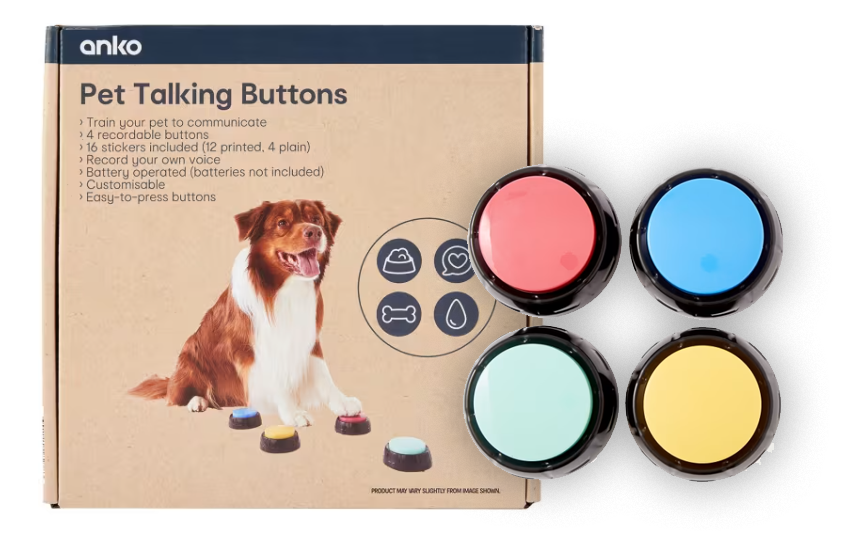 anko
Pet Talking Buttons
› Train your pet to communicate
› 4 recordable buttons
› 16 stickers included (12 printed, 4 plain)
› Record your own voice
› Battery operated (batteries not included)
› Customisable
› Easy-to-press buttons
PRODUCT MAY VARY SLIGHTLY FROM IMAGE SHOWN.